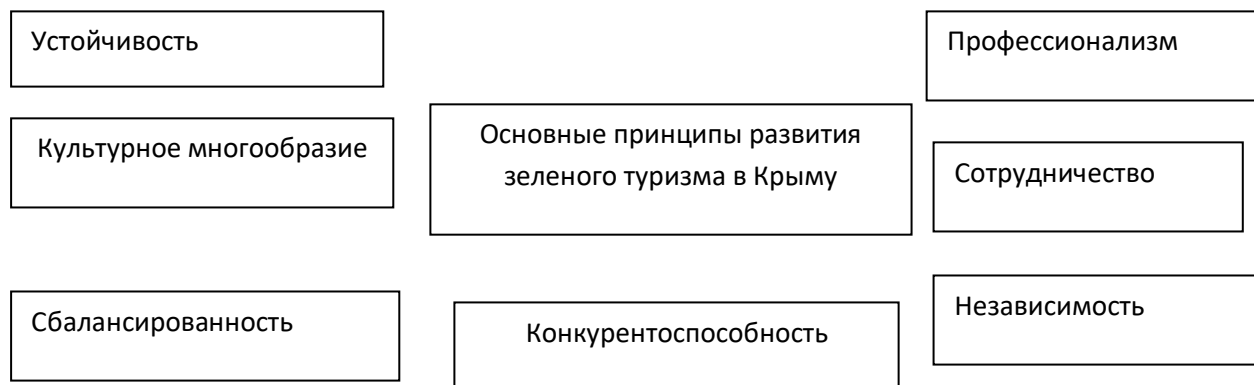 Устойчивость
Профессионализм
Культурное многообразие
Основные принципы развития
зеленого туризма в Крыму
Сотрудничество
Сбалансированность
Конкурентоспособность
Независимость